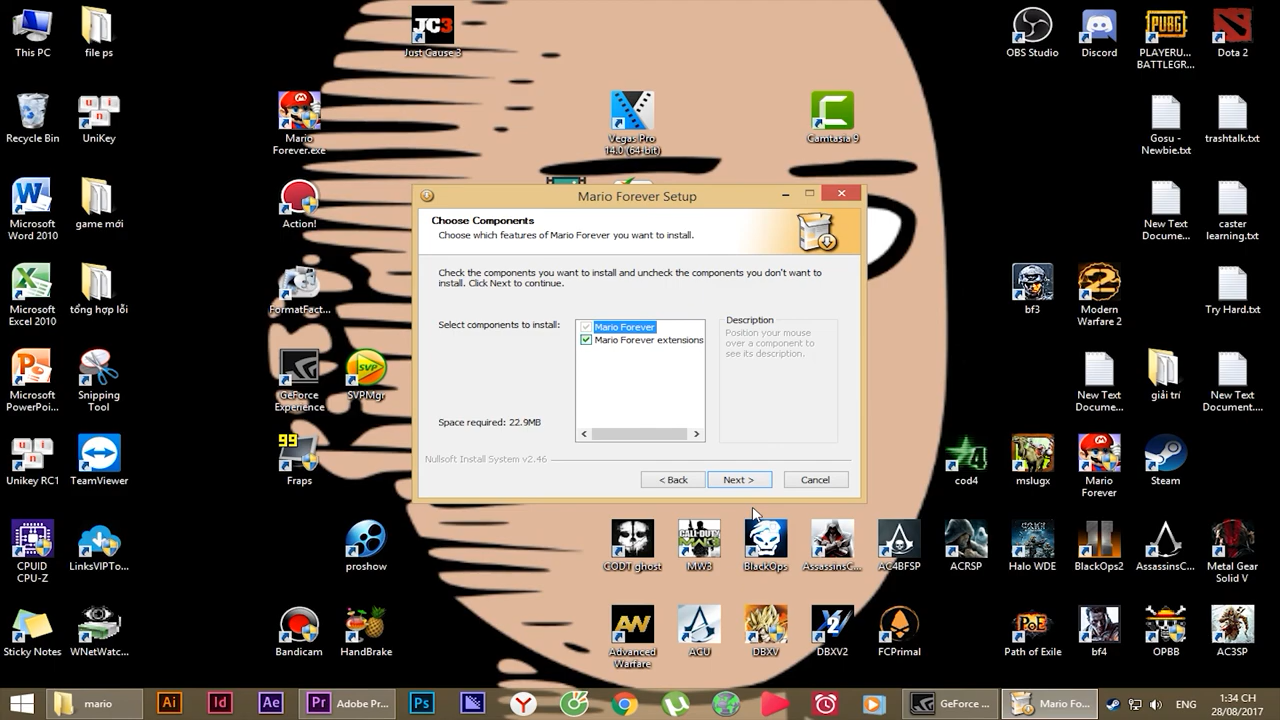 This PC
file ps
JC3
Just Cause 3
OBS Studio
Discord
PUBG
PLAYERU...
BATTLEGR...
Dota 2
Recycle Bin
UniKey
Mario
Forever.exe
Vegas Pro
14.0 (64-bit)
Camtasia 9
Gosu -
Newbie.txt
trashtalk.txt
Microsoft
Word 2010
game mới
Action!
New Text
Docume...
caster
learning.txt
Mario Forever Setup
Choose Components
Choose which features of Mario Forever you want to install.
Check the components you want to install and uncheck the components you don't want to
install. Click Next to continue.
Select components to install:
Mario Forever
Mario Forever extensions
Description
Position your mouse
over a component to
see its description.
Space required: 22.9MB
Nullsoft Install System v2.46
< Back
Next >
Cancel
Microsoft
Excel 2010
tổng hợp lỗi
FormatFact...
bf3
Modern
Warfare 2
Try Hard.txt
Microsoft
PowerPoi...
Snipping
Tool
GeForce
Experience
SVP
SVPMgr
New Text
Docume...
giải trí
New Text
Document....
Unikey RC1
TeamViewer
99
Fraps
cod4
mslugx
Mario
Forever
Steam
CPUID
CPU-Z
LinksVIPTo...
proshow
CODT ghost
MW3
BlackOps
AssassinsC...
AC4BFSP
ACRSP
Halo WDE
BlackOps2
AssassinsC...
Metal Gear
Solid V
Sticky Notes
WNetWatc...
Bandicam
HandBrake
AW
Advanced
Warfare
ACU
DBXV
DBXV2
FCPrimal
PoE
Path of Exile
bf4
OPBB
AC3SP
mario
Ai
Id
Ae
Pr
Adobe Pr...
Ps
GeForce ...
Mario Fo...
ENG
1:34 CH
28/08/2017